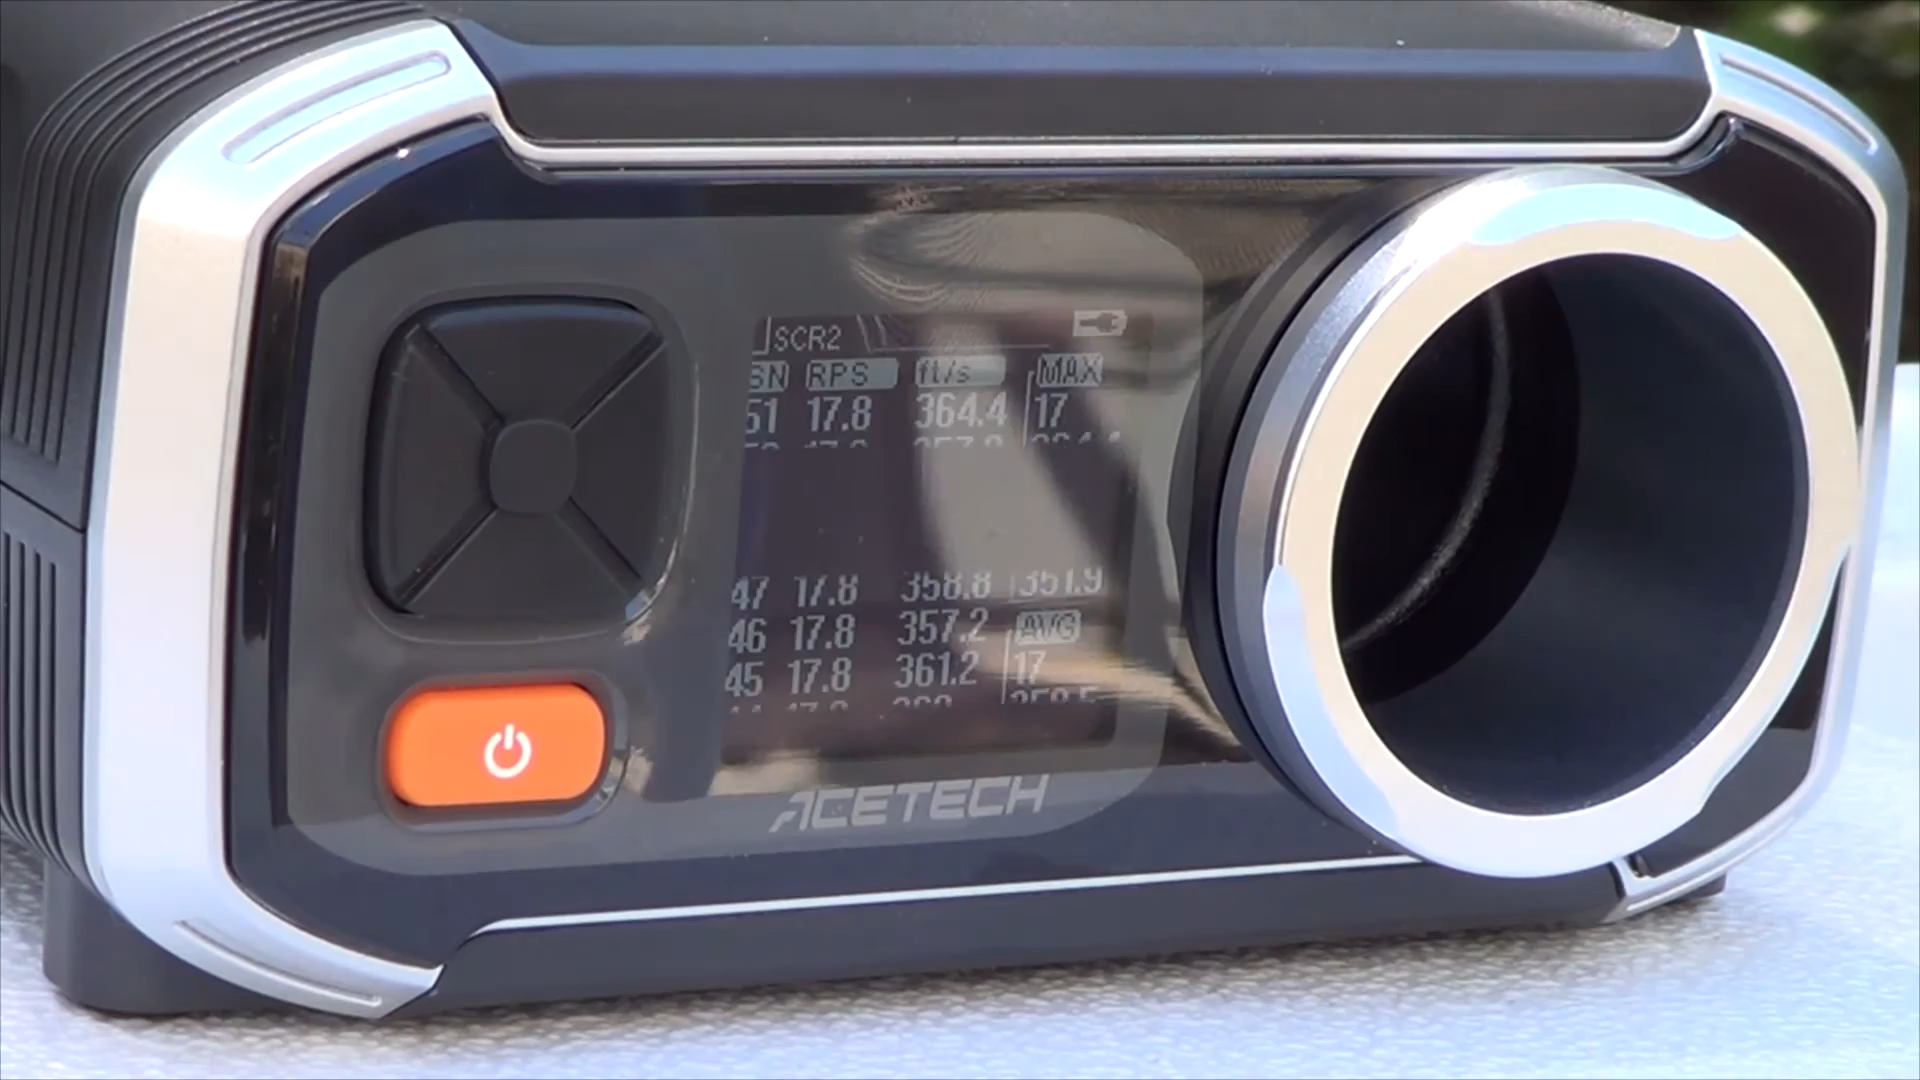 SCR2
SN RPS ft/s MAX
51 17.8 364.4 17
47 17.8 358.8 351.9
46 17.8 357.2 AVG
45 17.8 361.2 17
ACETECH